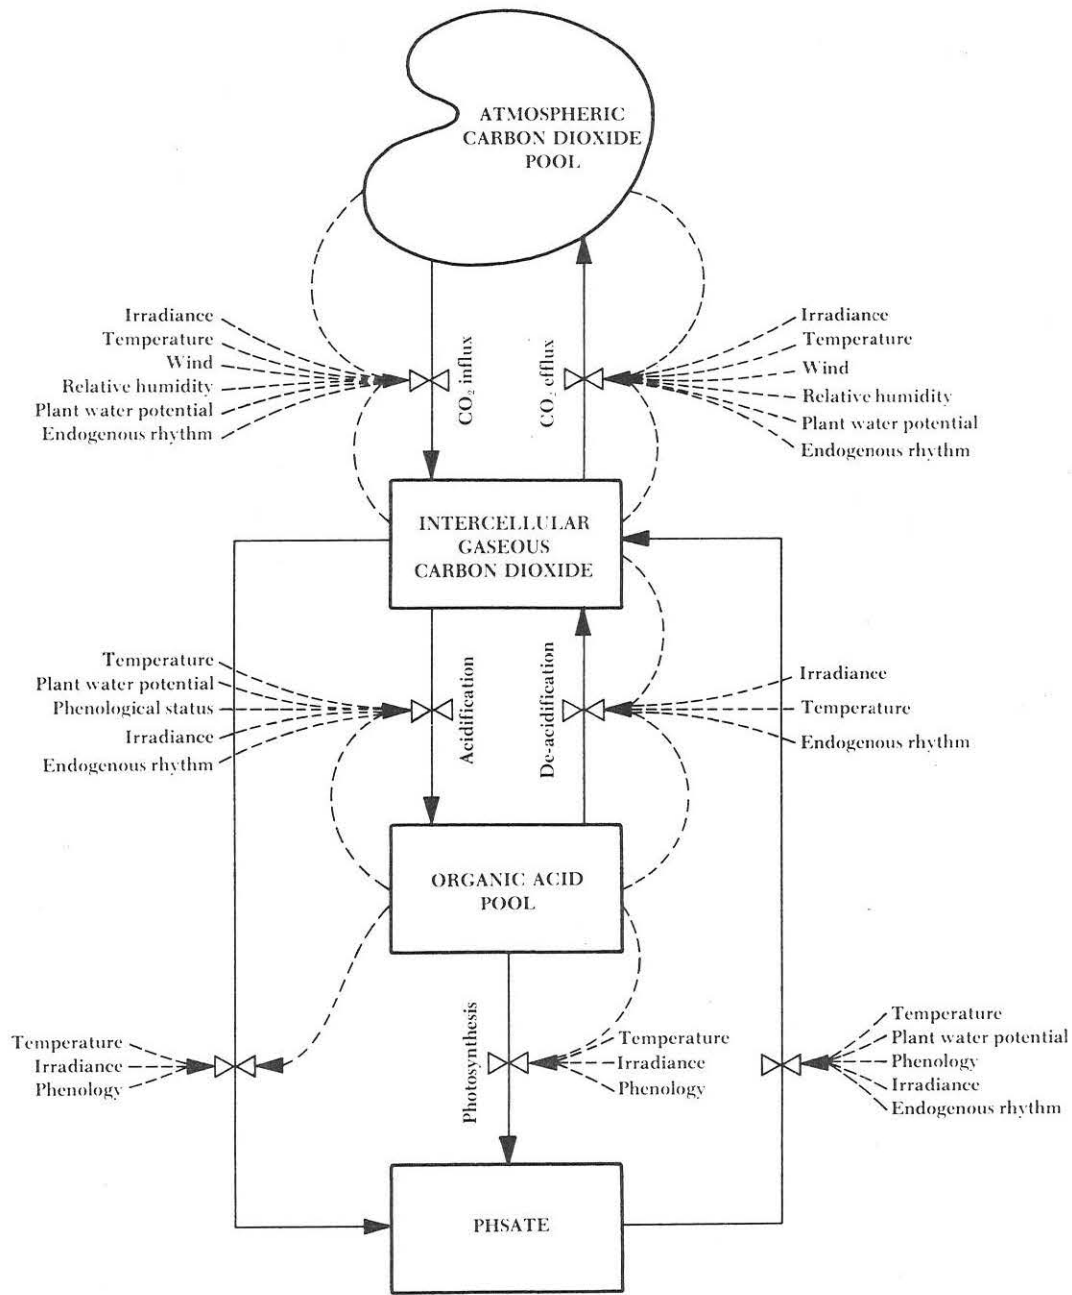 ATMOSPHERIC
CARBON DIOXIDE
POOL
Irradiance
Temperature
Wind
Relative humidity
Plant water potential
Endogenous rhythm
CO₂ influx
CO₂ efflux
Irradiance
Temperature
Wind
Relative humidity
Plant water potential
Endogenous rhythm
INTERCELLULAR
GASEOUS
CARBON DIOXIDE
Temperature
Plant water potential
Phenological status
Irradiance
Endogenous rhythm
Acidification
De-acidification
Irradiance
Temperature
Endogenous rhythm
ORGANIC ACID
POOL
Temperature
Irradiance
Phenology
Photosynthesis
Temperature
Irradiance
Phenology
Temperature
Plant water potential
Phenology
Irradiance
Endogenous rhythm
PHSATE